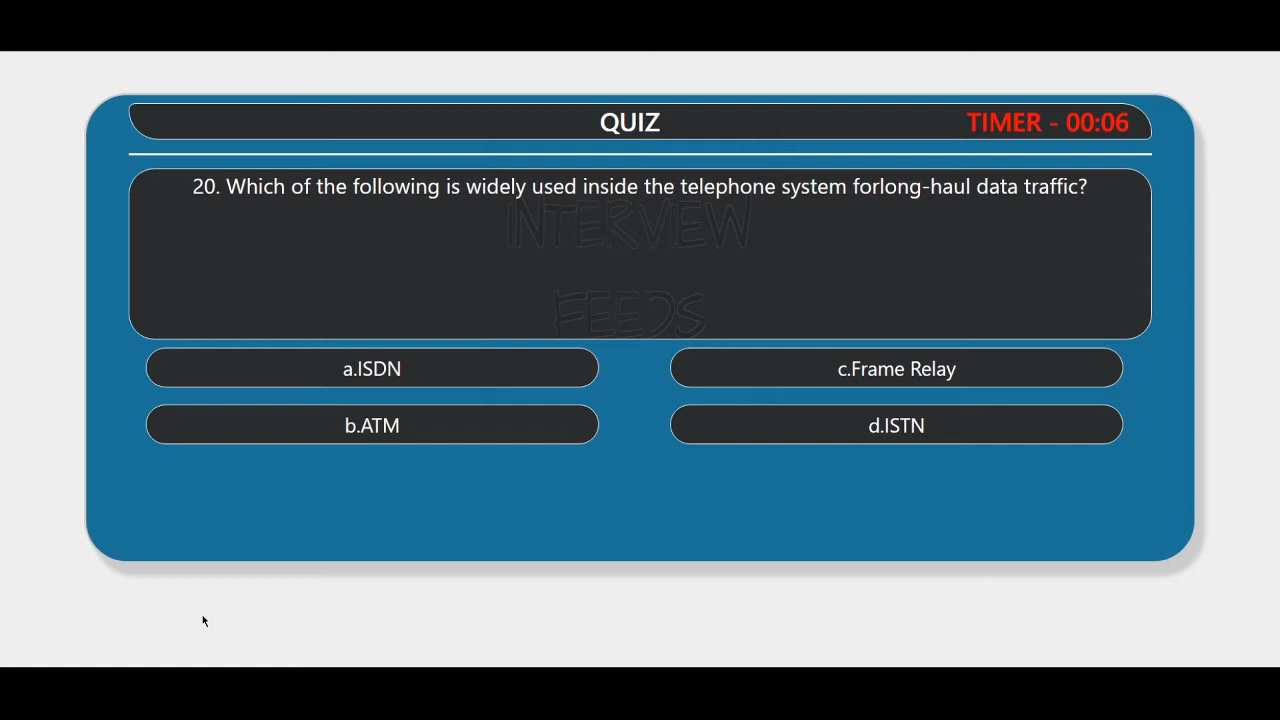 QUIZ
TIMER - 00:06
20. Which of the following is widely used inside the telephone system forlong-haul data traffic?
INTERVIEW
FEEDS
a.ISDN
c.Frame Relay
b.ATM
d.ISTN